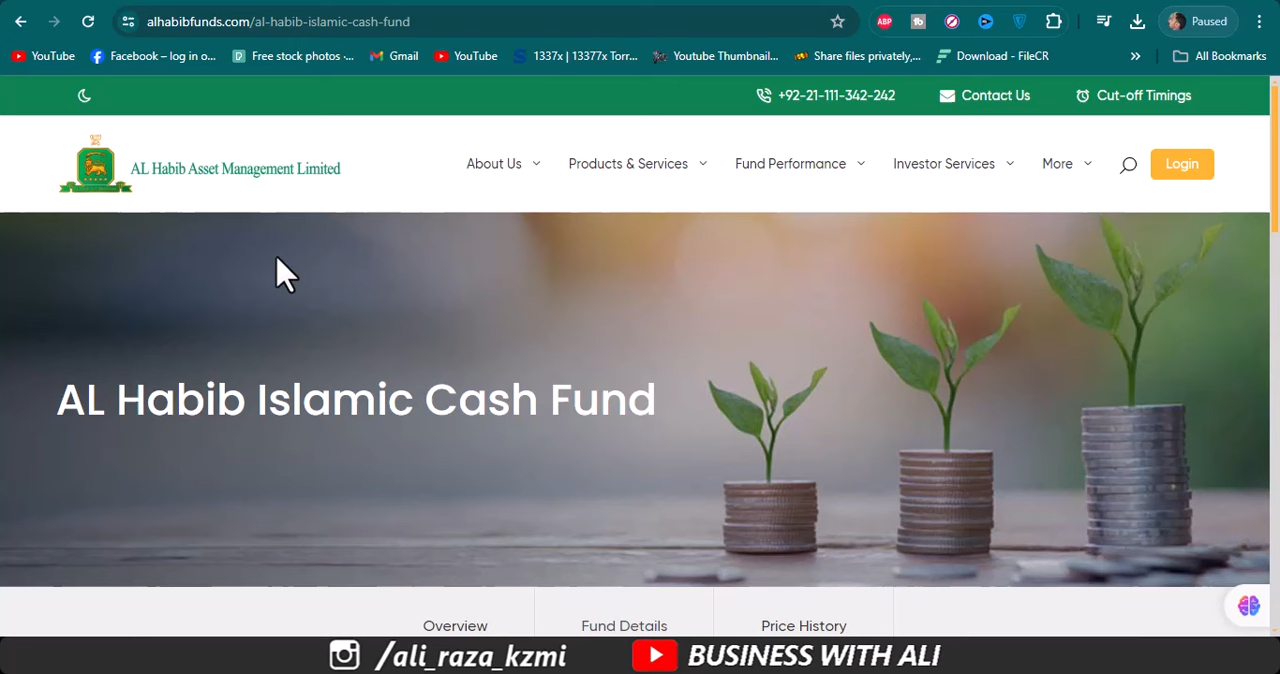 alhabibfunds.com/al-habib-islamic-cash-fund
ABP
Paused
YouTube
Facebook – log in o...
Free stock photos -...
Gmail
YouTube
1337x | 13377x Torr...
Youtube Thumbnail...
Share files privately,...
Download - FileCR
»
All Bookmarks
+92-21-111-342-242
Contact Us
Cut-off Timings
AL Habib Asset Management Limited
About Us
Products & Services
Fund Performance
Investor Services
More
Login
AL Habib Islamic Cash Fund
Overview
Fund Details
Price History
/ali_raza_kzmi
BUSINESS WITH ALI